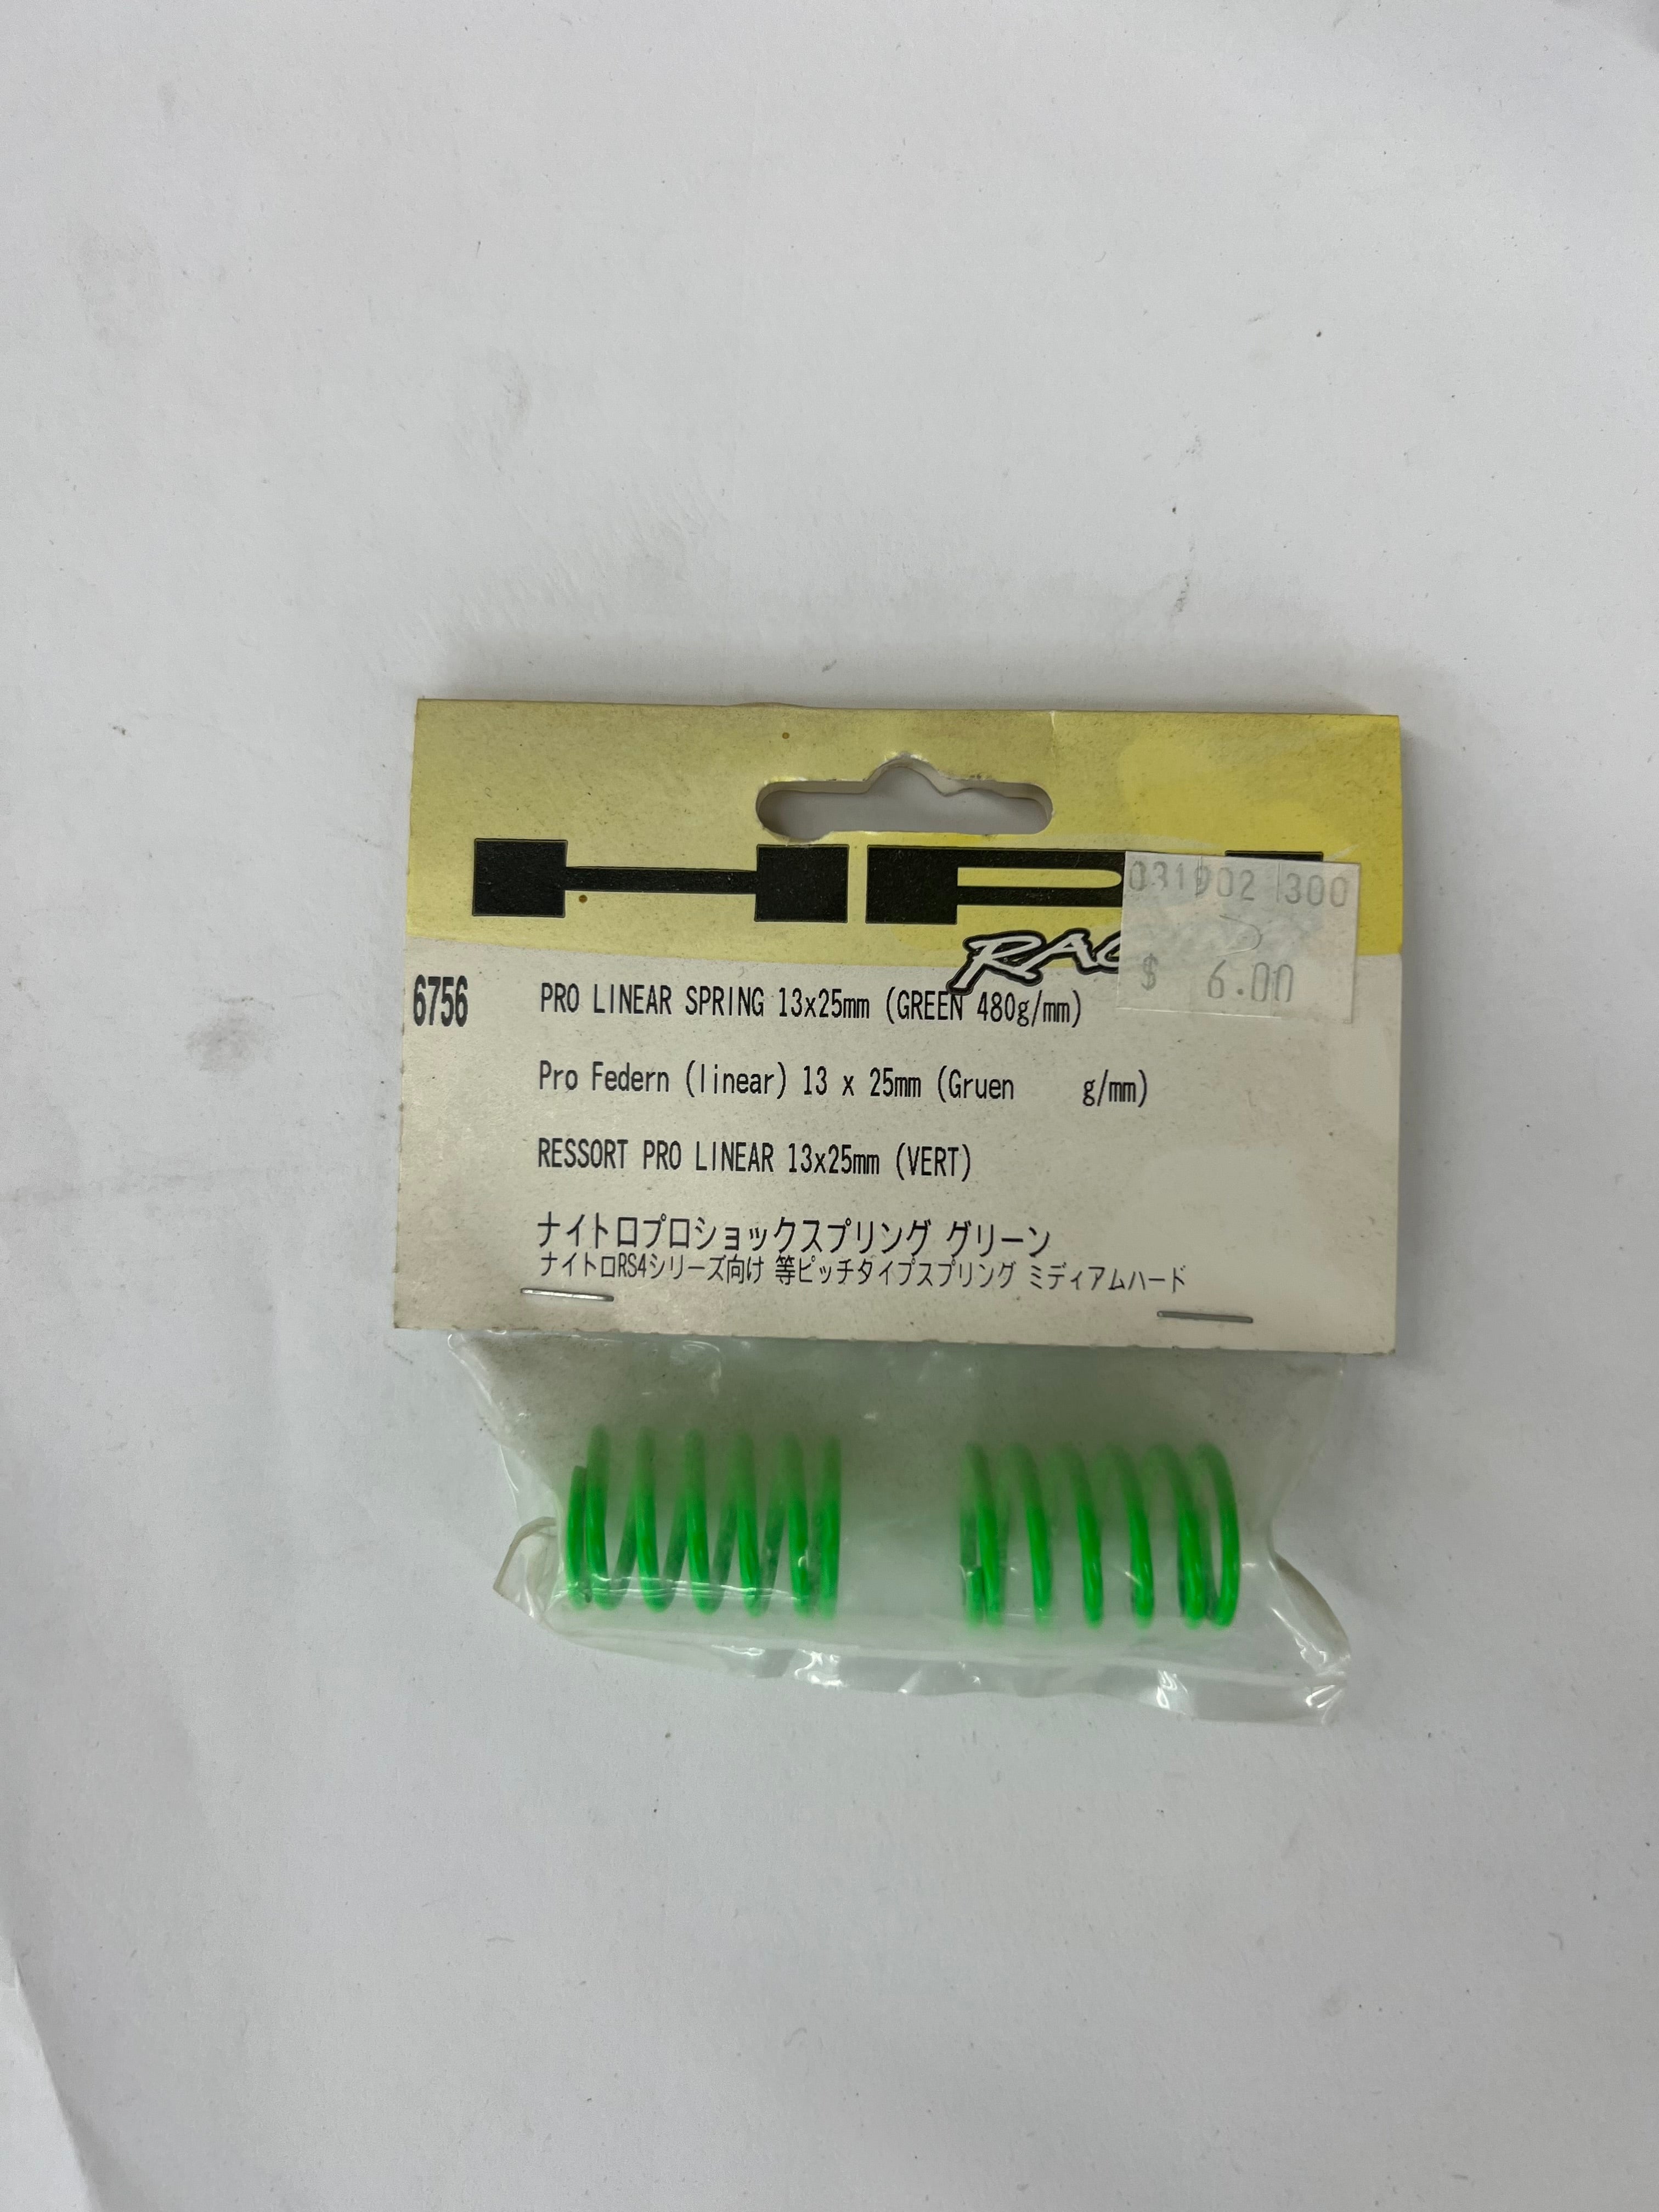 HPI
031902 300
RAC
$ 6.00
6756 PRO LINEAR SPRING 13x25mm (GREEN 480g/mm)
Pro Federn (linear) 13 x 25mm (Gruen g/mm)
RESSORT PRO LINEAR 13x25mm (VERT)
ナイトロプロショックスプリング グリーン
ナイトロRS4シリーズ向け 等ピッチタイプスプリング ミディアムハード